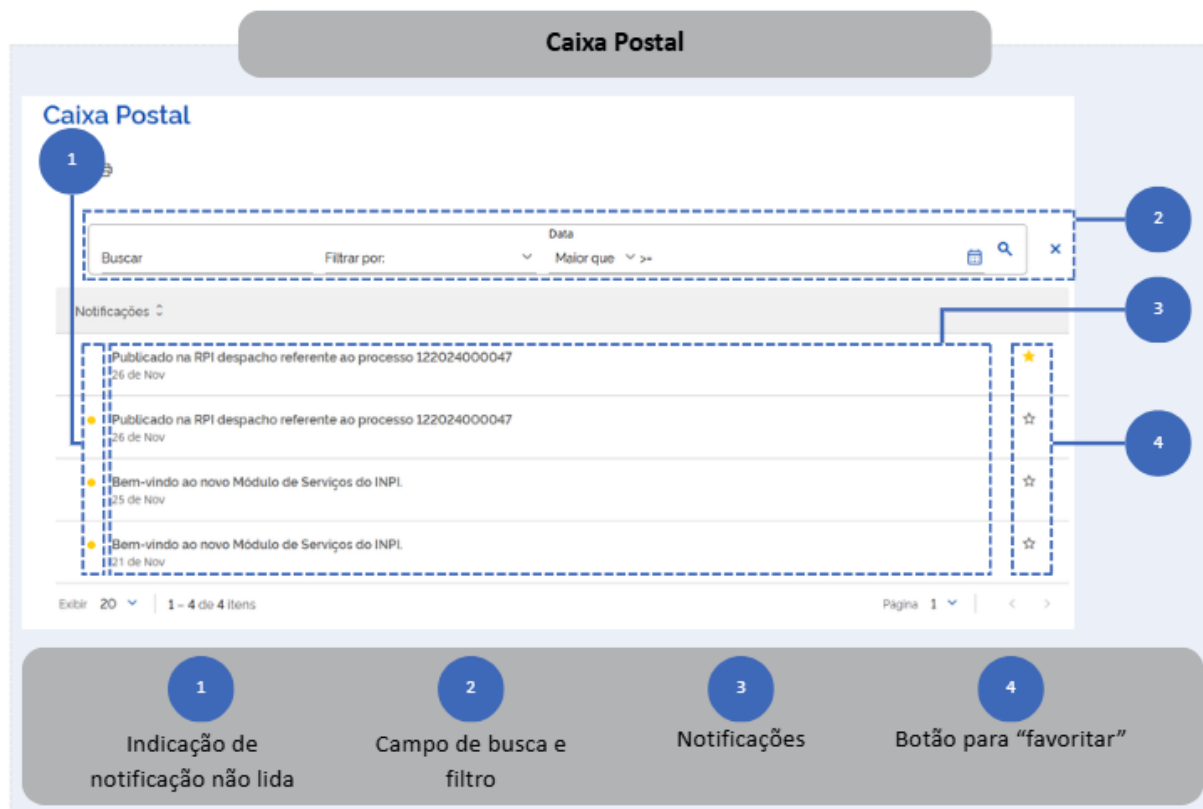 Caixa Postal
Caixa Postal
1
2
Data
Buscar Filtrar por: Maior que >=
3
Notificações
Publicado na RPI despacho referente ao processo 122024000047
26 de Nov
Publicado na RPI despacho referente ao processo 122024000047
26 de Nov
4
Bem-vindo ao novo Módulo de Serviços do INPI.
25 de Nov
Bem-vindo ao novo Módulo de Serviços do INPI.
21 de Nov
Exibir 20 1 – 4 de 4 itens Página 1 < >
1 2 3 4
Indicação de Campo de busca e Notificações Botão para “favoritar”
notificação não lida filtro